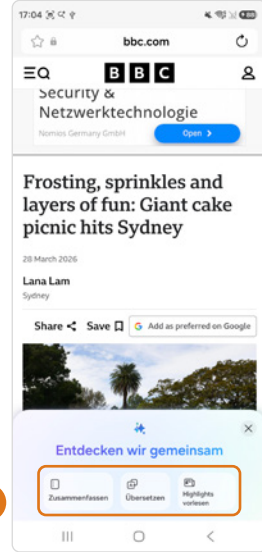 17:04
bbc.com
BBC
Security &
Netzwerktechnologie
Nomios Germany GmbH
Open
Frosting, sprinkles and
layers of fun: Giant cake
picnic hits Sydney
28 March 2026
Lana Lam
Sydney
Share Save G Add as preferred on Google
Entdecken wir gemeinsam
Zusammenfassen Übersetzen Highlights
vorlesen